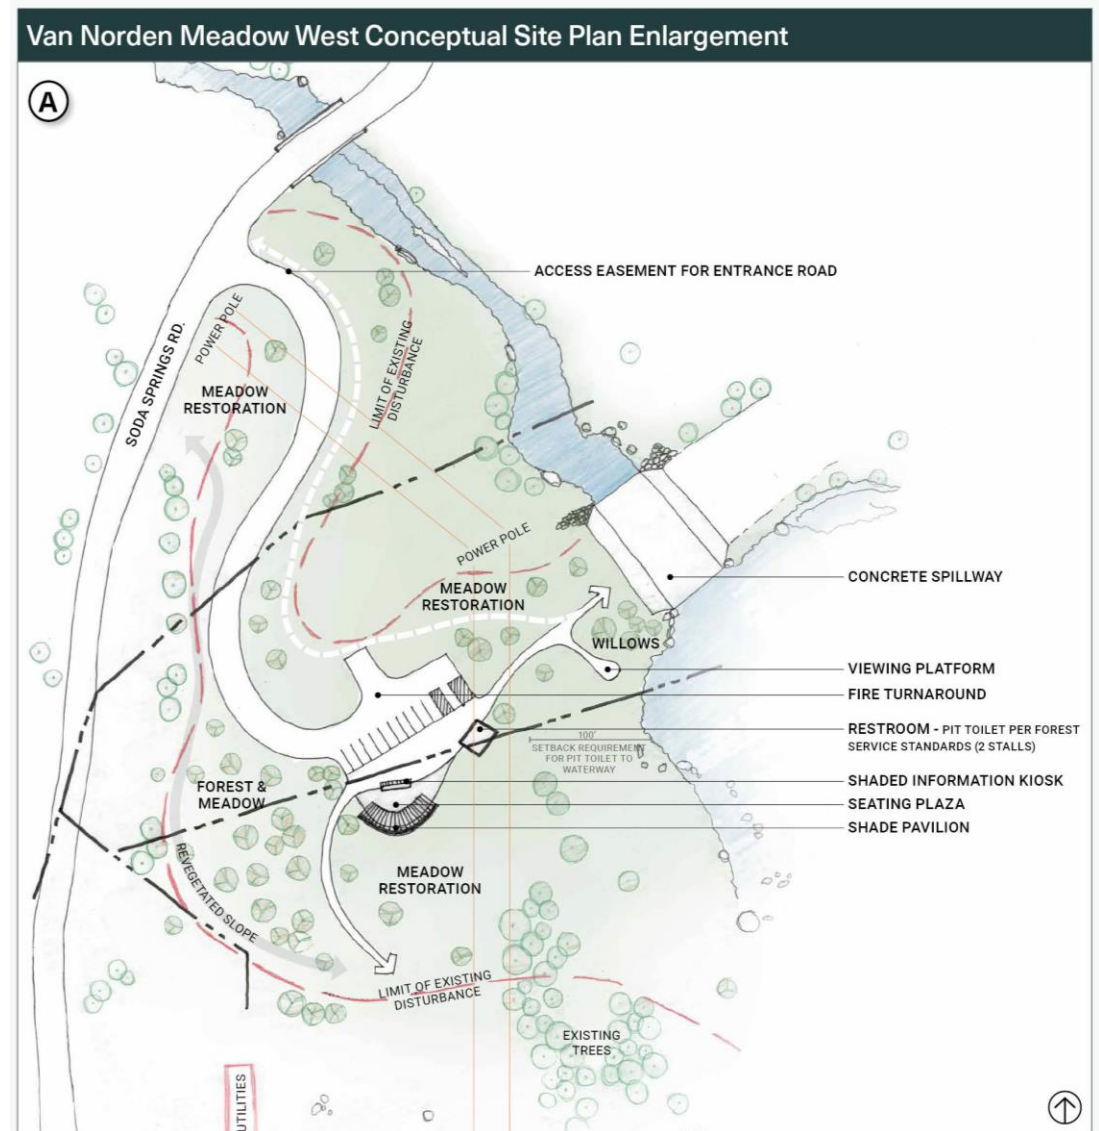 Van Norden Meadow West Conceptual Site Plan Enlargement
A
ACCESS EASEMENT FOR ENTRANCE ROAD
SODA SPRINGS RD.
POWER POLE
LIMIT OF EXISTING
DISTURBANCE
MEADOW
RESTORATION
POWER POLE
MEADOW
RESTORATION
CONCRETE SPILLWAY
WILLOWS
VIEWING PLATFORM
FIRE TURNAROUND
RESTROOM - PIT TOILET PER FOREST
SERVICE STANDARDS (2 STALLS)
100'
SETBACK REQUIREMENT
FOR PIT TOILET TO
WATERWAY
SHADED INFORMATION KIOSK
FOREST &
MEADOW
SEATING PLAZA
SHADE PAVILION
REVEGETATED SLOPE
MEADOW
RESTORATION
LIMIT OF EXISTING
DISTURBANCE
EXISTING
TREES
UTILITIES